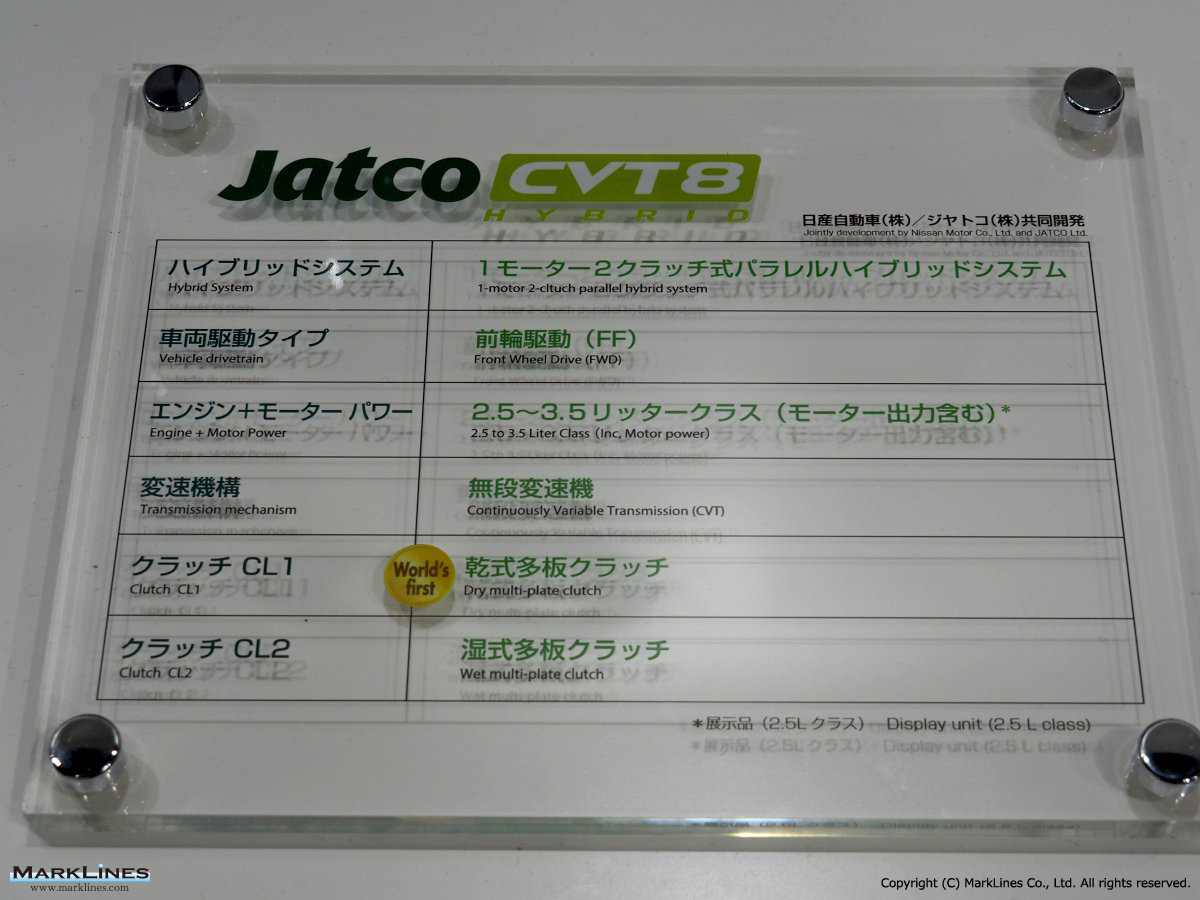 Jatco CVT8
HYBRID
日産自動車(株)／ジヤトコ(株)共同開発
Jointly development by Nissan Motor Co., Ltd. and JATCO Ltd.
ハイブリッドシステム
Hybrid System
1モーター2クラッチ式パラレルハイブリッドシステム
1-motor 2-cltuch parallel hybrid system
車両駆動タイプ
Vehicle drivetrain
前輪駆動（FF）
Front Wheel Drive (FWD)
エンジン＋モーター パワー
Engine + Motor Power
2.5～3.5リッタークラス（モーター出力含む）*
2.5 to 3.5 Liter Class (Inc, Motor power)
変速機構
Transmission mechanism
無段変速機
Continuously Variable Transmission (CVT)
クラッチ CL1
Clutch CL1
World's
first
乾式多板クラッチ
Dry multi-plate clutch
クラッチ CL2
Clutch CL2
湿式多板クラッチ
Wet multi-plate clutch
*展示品（2.5Lクラス） Display unit (2.5 L class)
MARKLINES
www.marklines.com
Copyright (C) MarkLines Co., Ltd. All rights reserved.